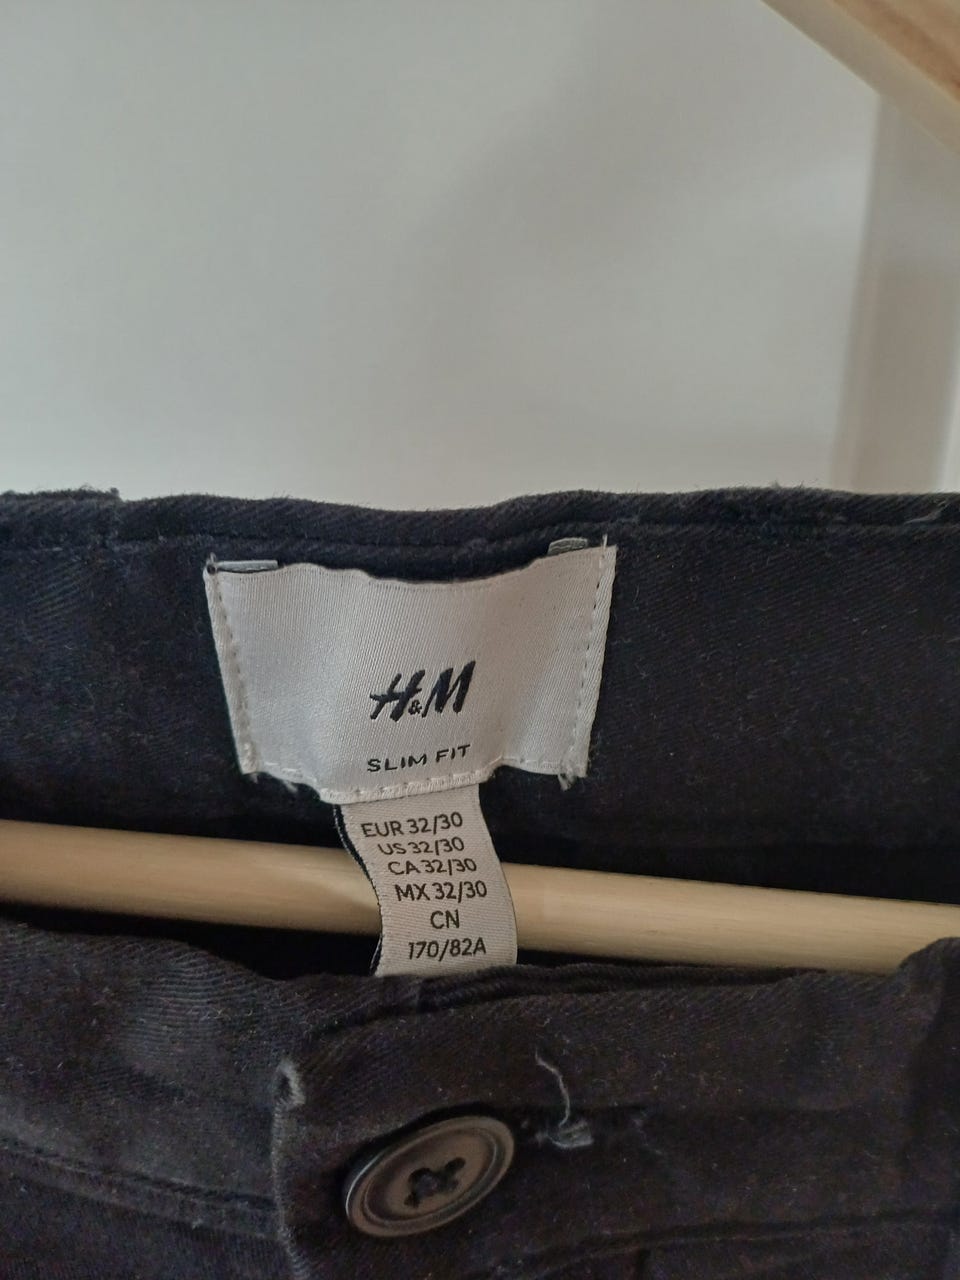 H&M
SLIM FIT
EUR 32/30
US 32/30
CA 32/30
MX 32/30
CN
170/82A